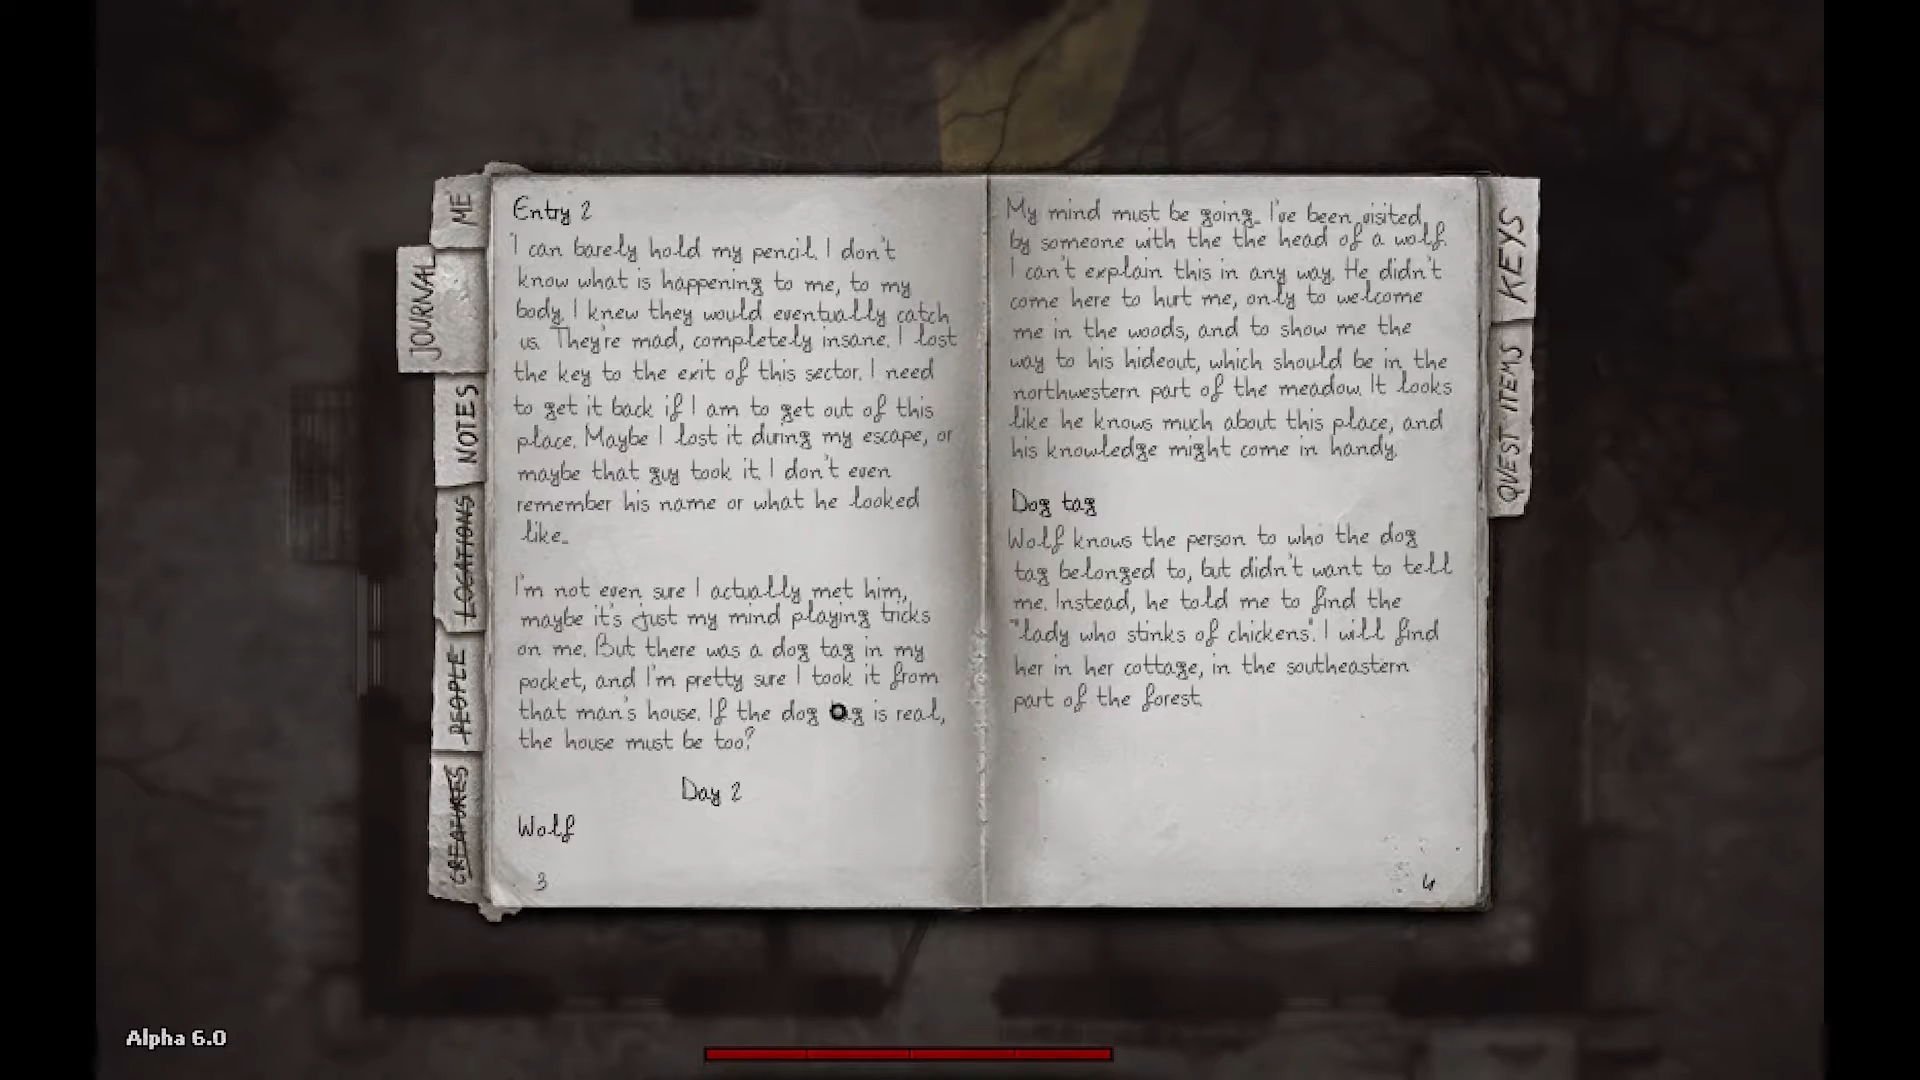 ME
JOURNAL
NOTES
LOCATIONS
PEOPLE
CREATURES
Entry 2
I can barely hold my pencil. I don't
know what is happening to me, to my
body. I knew they would eventually catch
us. They're mad, completely insane. I lost
the key to the exit of this sector. I need
to get it back if I am to get out of this
place. Maybe I lost it during my escape, or
maybe that guy took it. I don't even
remember his name or what he looked
like...
I'm not even sure I actually met him,
maybe it's just my mind playing tricks
on me. But there was a dog tag in my
pocket, and I'm pretty sure I took it from
that man's house. If the dog tag is real,
the house must be too?
Day 2
Wolf
3
My mind must be going... I've been visited
by someone with the the head of a wolf.
I can't explain this in any way. He didn't
come here to hurt me, only to welcome
me in the woods, and to show me the
way to his hideout, which should be in the
northwestern part of the meadow. It looks
like he knows much about this place, and
his knowledge might come in handy.
Dog tag
Wolf knows the person to who the dog
tag belonged to, but didn't want to tell
me. Instead, he told me to find the
"lady who stinks of chickens". I will find
her in her cottage, in the southeastern
part of the forest.
4
KEYS
QUEST ITEMS
Alpha 6.0